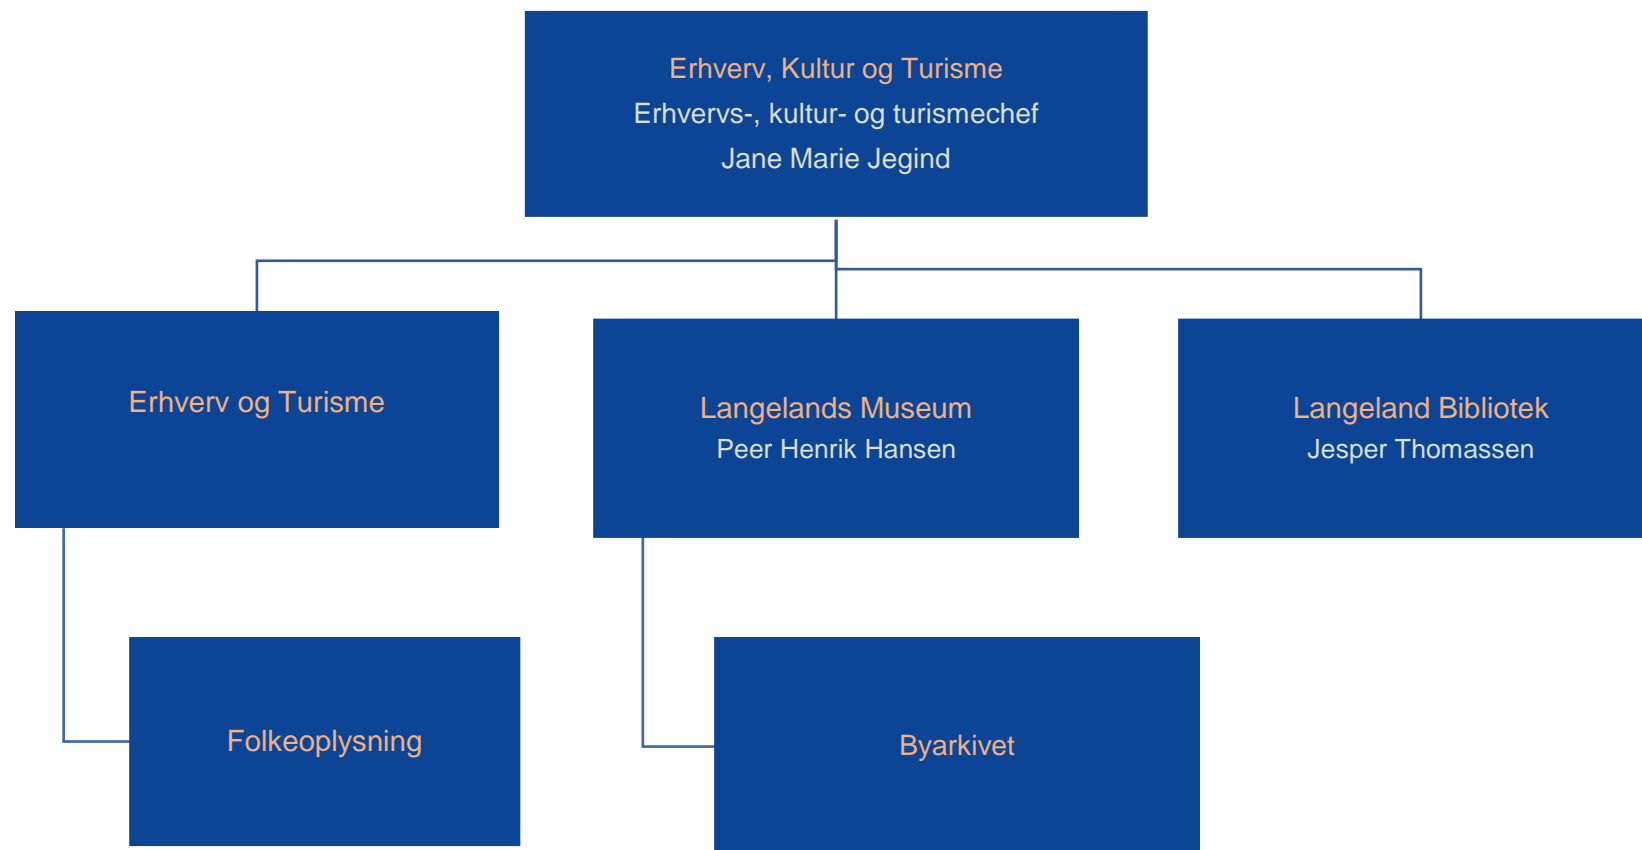 Erhverv, Kultur og Turisme
Erhvervs-, kultur- og turismechef
Jane Marie Jegind
Erhverv og Turisme
Langelands Museum
Peer Henrik Hansen
Langeland Bibliotek
Jesper Thomassen
Folkeoplysning
Byarkivet